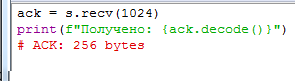 ack = s.recv(1024)
print(f"Получено: {ack.decode()}")
# ACK: 256 bytes